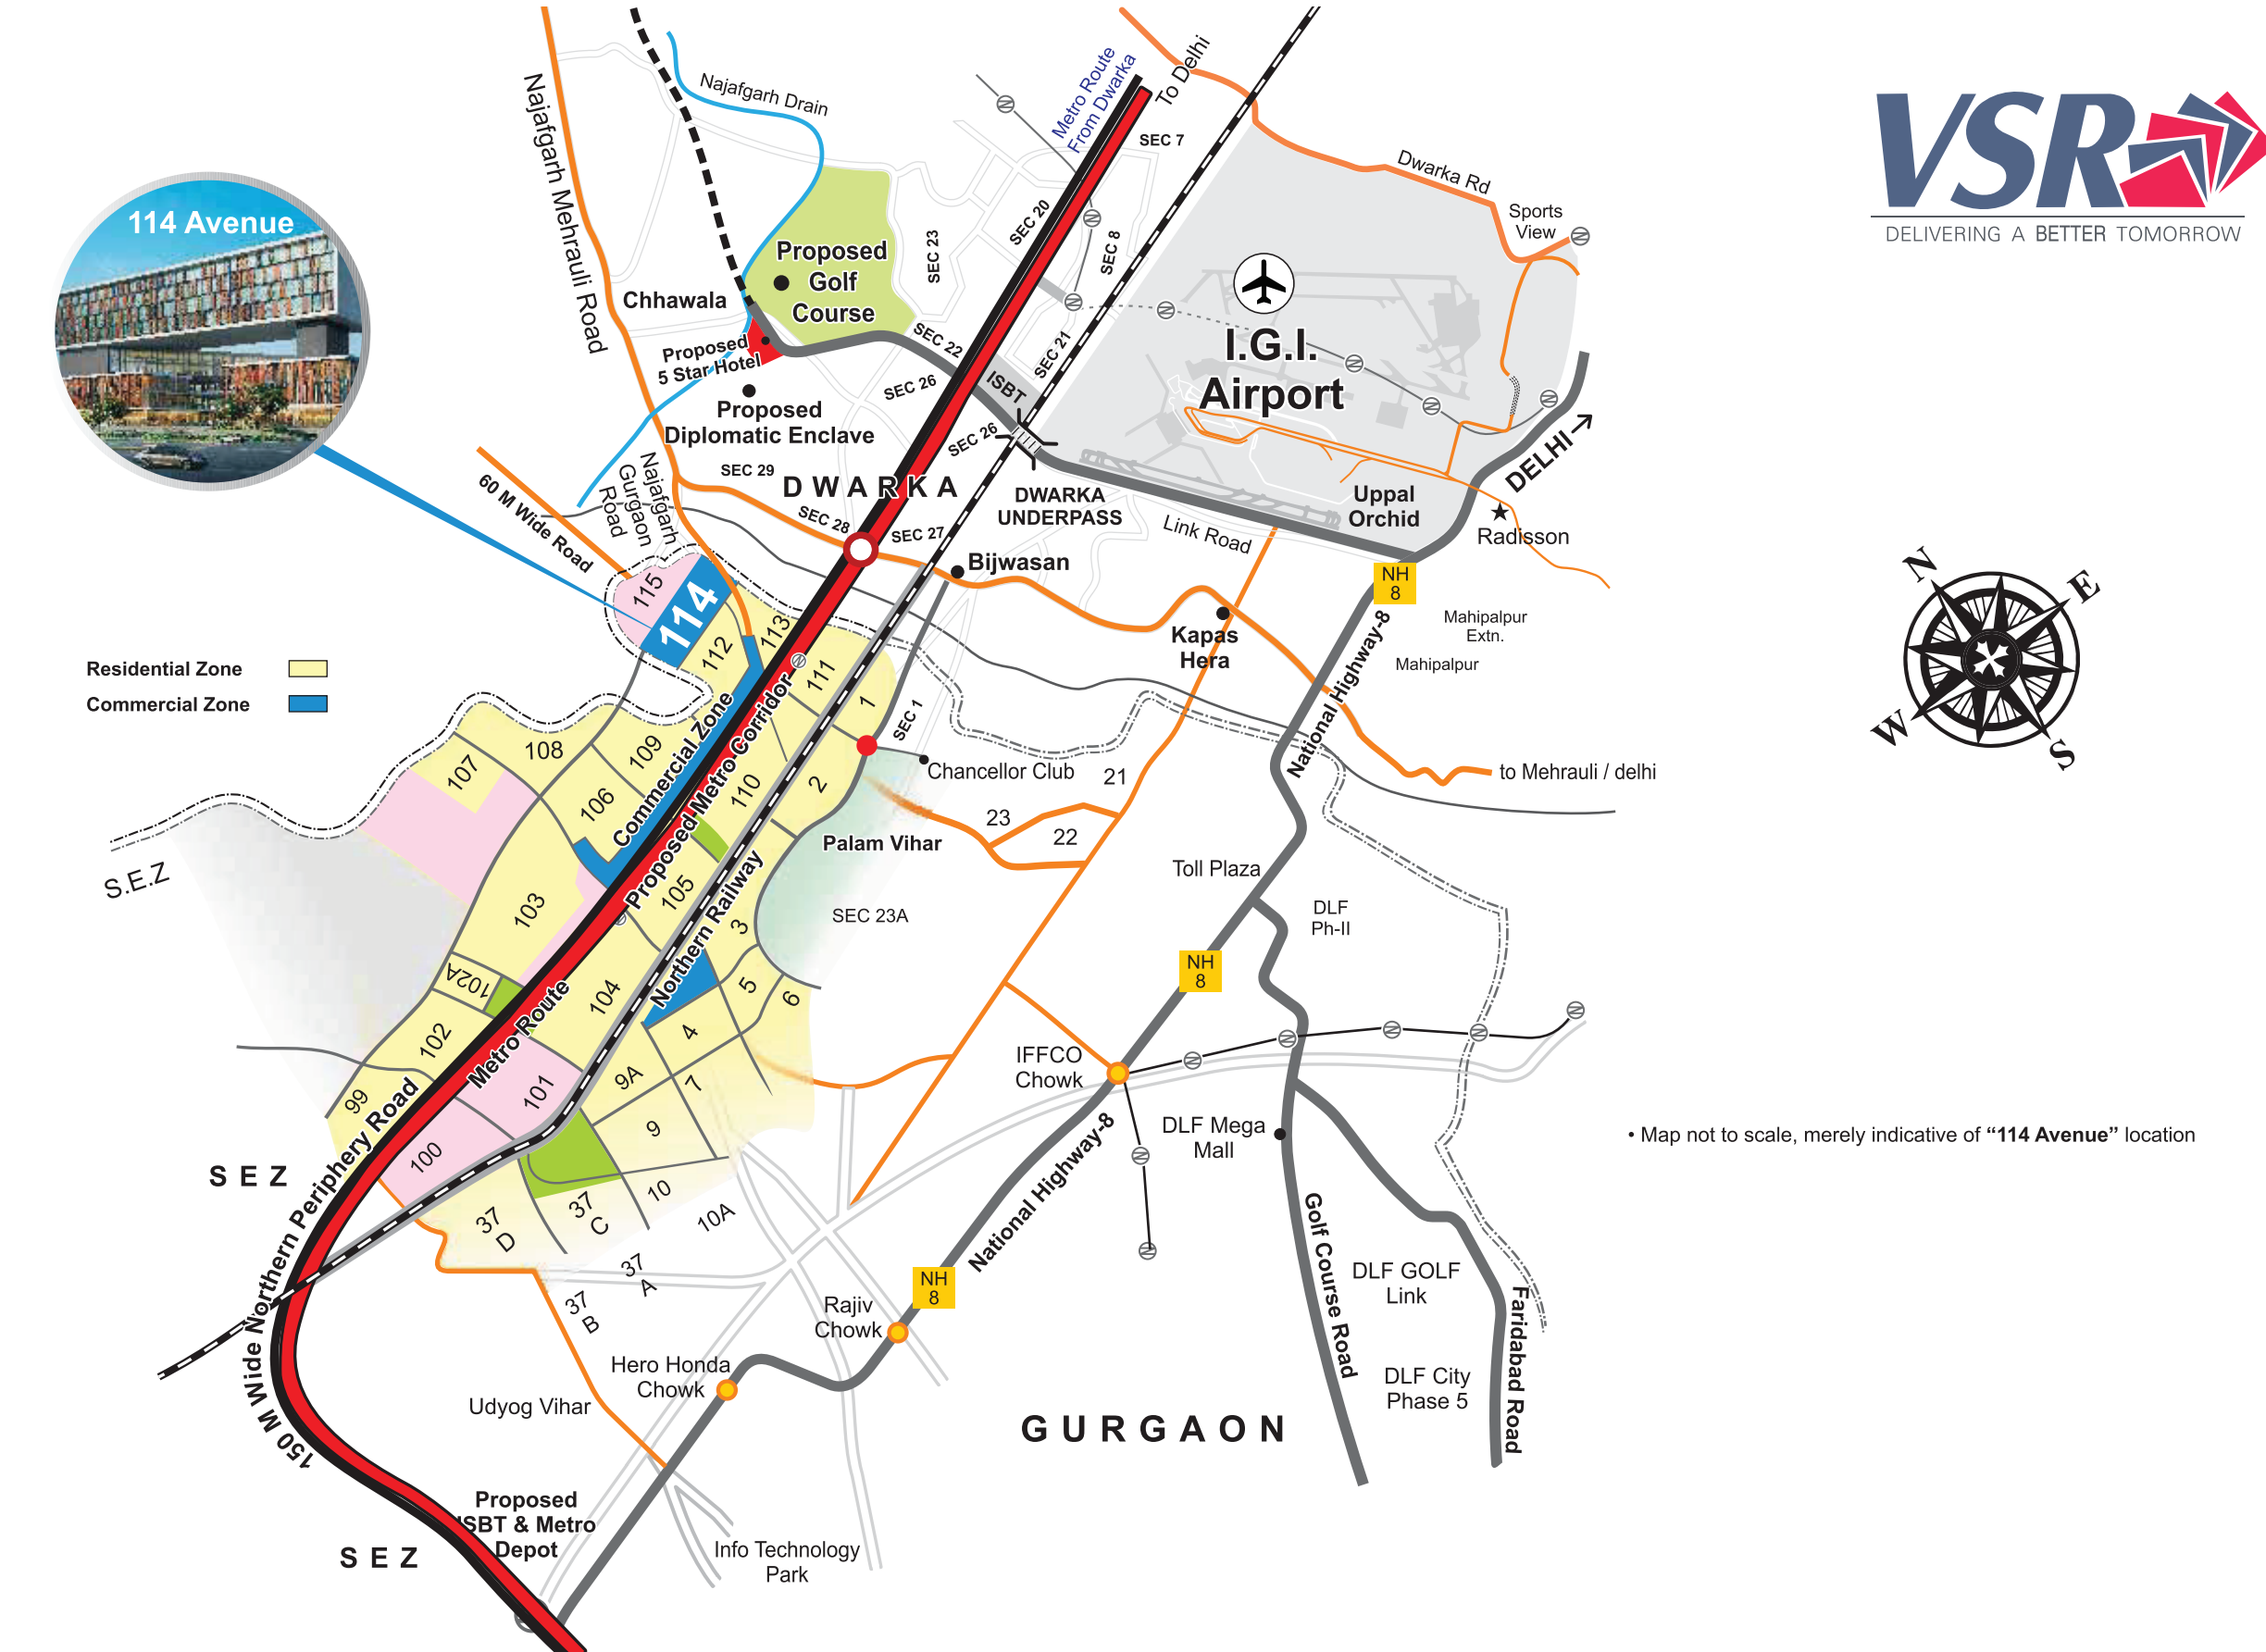 VSR
DELIVERING A BETTER TOMORROW
114 Avenue
Najafgarh Mehrauli Road
Najafgarh Drain
Metro Route
From Dwarka
To Delhi
SEC 7
SEC 20
SEC 8
SEC 23
Dwarka Rd
Sports
View
Proposed
Golf
Course
Chhawala
Proposed
5 Star Hotel
SEC 22
SEC 21
SEC 26
ISBT
I.G.I.
Airport
Proposed
Diplomatic Enclave
SEC 26
SEC 29
DWARKA
SEC 28
SEC 27
DWARKA
UNDERPASS
Link Road
Uppal
Orchid
DELHI
Radisson
60 M Wide Road
Najafgarh
Gurgaon
Road
Bijwasan
NH
8
Mahipalpur
Extn.
Mahipalpur
Kapas
Hera
National Highway-8
N
E
W
S
115
114
112
113
111
1
SEC 1
Residential Zone
Commercial Zone
Commercial Zone
Proposed Metro Corridor
108
109
107
106
110
2
Chancellor Club
21
to Mehrauli / delhi
23
22
Palam Vihar
Toll Plaza
S.E.Z
103
105
Northern Railway
3
SEC 23A
DLF
Ph-II
NH
8
102A
104
5
6
Metro Route
102
4
IFFCO
Chowk
9A
7
101
99
9
DLF Mega
Mall
• Map not to scale, merely indicative of “114 Avenue” location
100
SEZ
10
37
D
37
C
10A
37
A
37
B
National Highway-8
NH
8
150 M Wide Northern Periphery Road
Golf Course Road
DLF GOLF
Link
Faridabad Road
Rajiv
Chowk
Hero Honda
Chowk
DLF City
Phase 5
Udyog Vihar
GURGAON
Proposed
ISBT & Metro
Depot
SEZ
Info Technology
Park